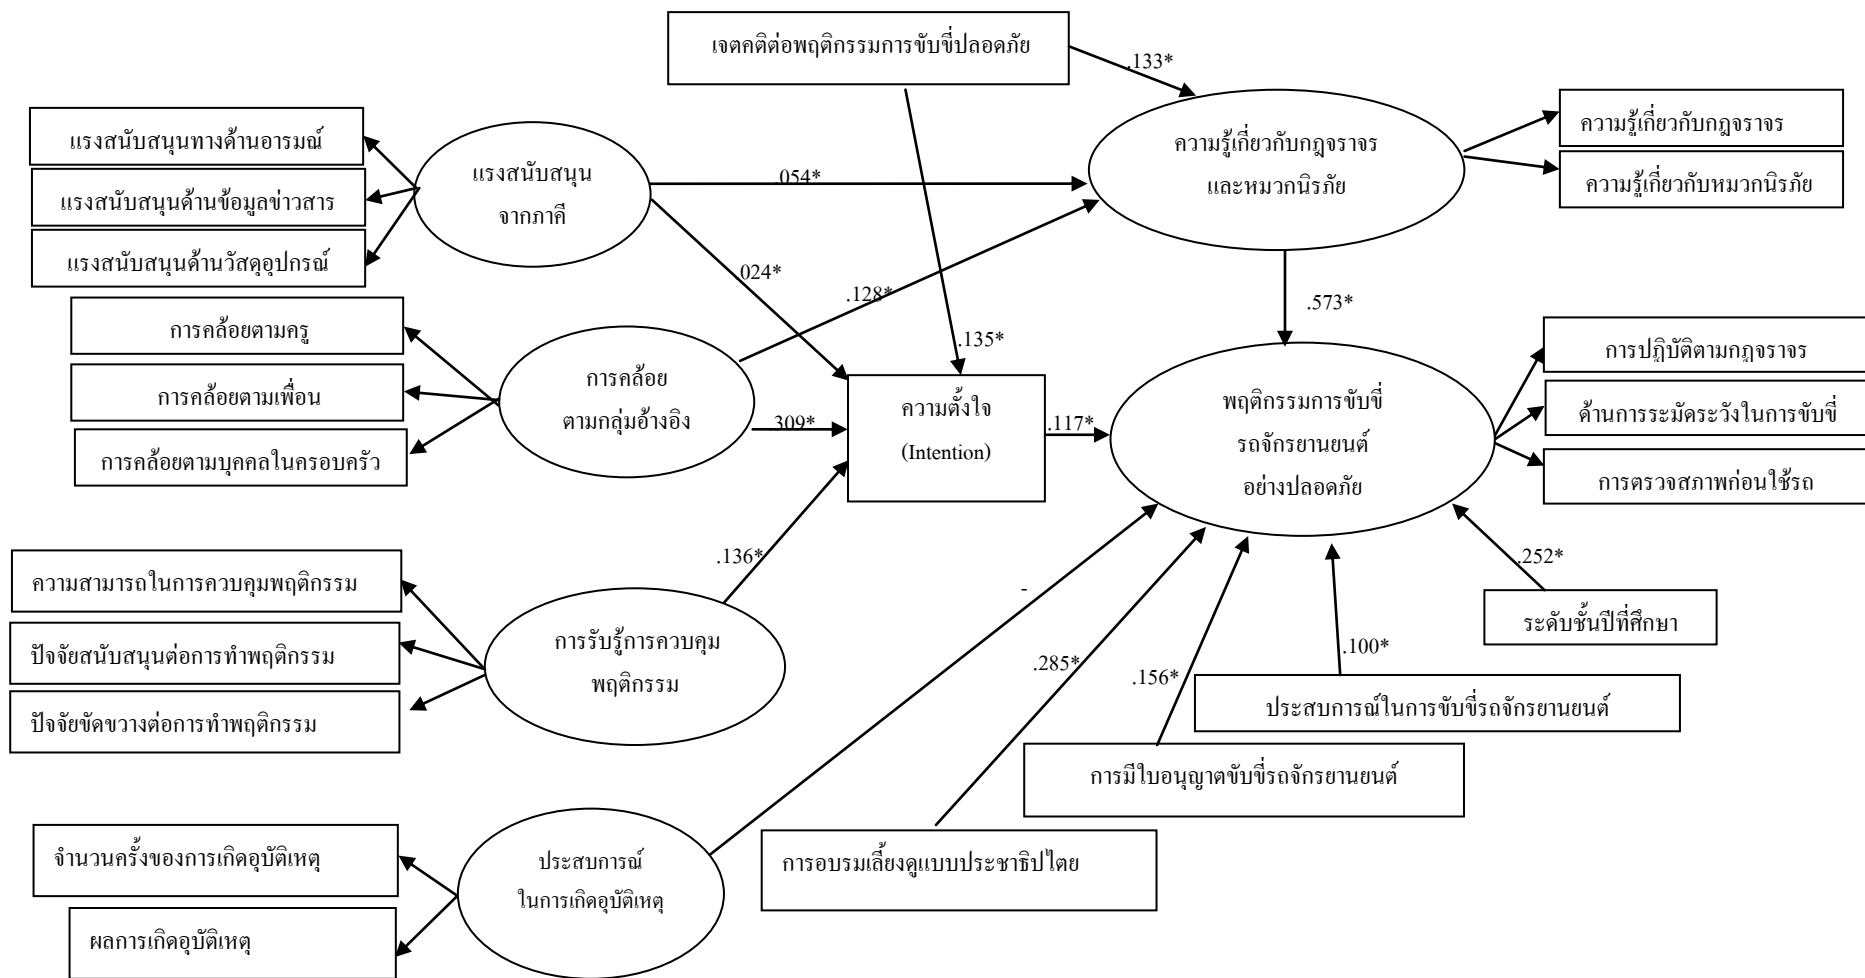 เจตคติต่อพฤติกรรมการขับขี่ปลอดภัย
.133*
แรงสนับสนุนทางด้านอารมณ์
แรงสนับสนุนด้านข้อมูลข่าวสาร
แรงสนับสนุนด้านวัสดุอุปกรณ์
แรงสนับสนุน
จากภาคี
.054*
ความรู้เกี่ยวกับกฎจราจร
และหมวกนิรภัย
ความรู้เกี่ยวกับกฎจราจร
ความรู้เกี่ยวกับหมวกนิรภัย
024*
.128*
.135*
.573*
การคล้อยตามครู
การคล้อยตามเพื่อน
การคล้อยตามบุคคลในครอบครัว
การคล้อย
ตามกลุ่มอ้างอิง
.309*
ความตั้งใจ
(Intention)
.117*
พฤติกรรมการขับขี่
รถจักรยานยนต์
อย่างปลอดภัย
การปฏิบัติตามกฎจราจร
ด้านการระมัดระวังในการขับขี่
การตรวจสภาพก่อนใช้รถ
.136*
-
.252*
ระดับชั้นปีที่ศึกษา
ความสามารถในการควบคุมพฤติกรรม
ปัจจัยสนับสนุนต่อการทำพฤติกรรม
ปัจจัยขัดขวางต่อการทำพฤติกรรม
การรับรู้การควบคุม
พฤติกรรม
.285*
.156*
.100*
ประสบการณ์ในการขับขี่รถจักรยานยนต์
การมีใบอนุญาตขับขี่รถจักรยานยนต์
การอบรมเลี้ยงดูแบบประชาธิปไตย
จำนวนครั้งของการเกิดอุบัติเหตุ
ผลการเกิดอุบัติเหตุ
ประสบการณ์
ในการเกิดอุบัติเหตุ